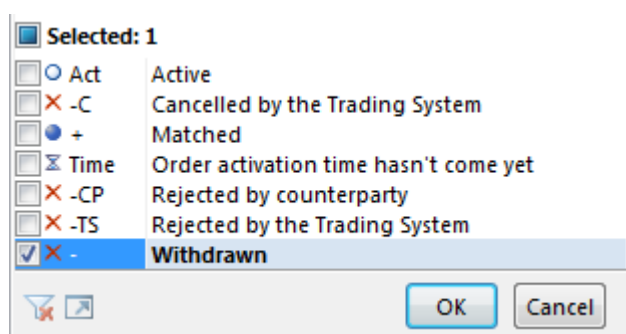 Selected: 1
Act Active
-C Cancelled by the Trading System
+ Matched
Time Order activation time hasn't come yet
-CP Rejected by counterparty
-TS Rejected by the Trading System
- Withdrawn
OK Cancel